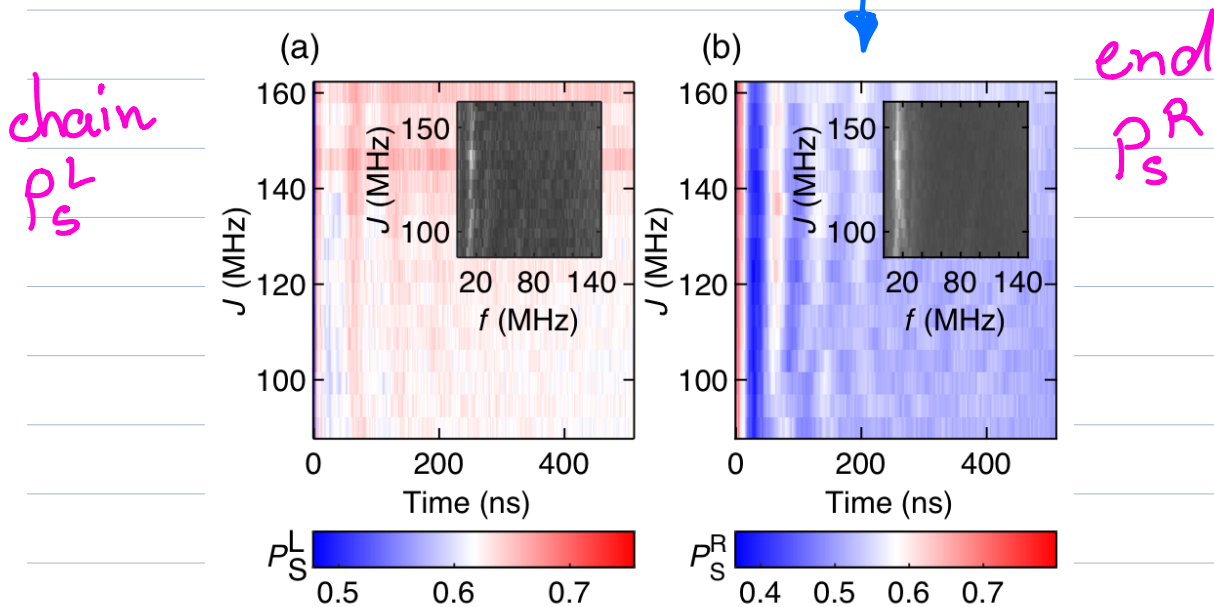 (a)
(b)
chain
P_S^L
end
P_S^R
160
140
120
100
J (MHz)
150
100
J (MHz)
20 80 140
f (MHz)
0 200 400
Time (ns)
P_S^L
0.5 0.6 0.7
160
140
120
100
J (MHz)
150
100
J (MHz)
20 80 140
f (MHz)
0 200 400
Time (ns)
P_S^R
0.4 0.5 0.6 0.7